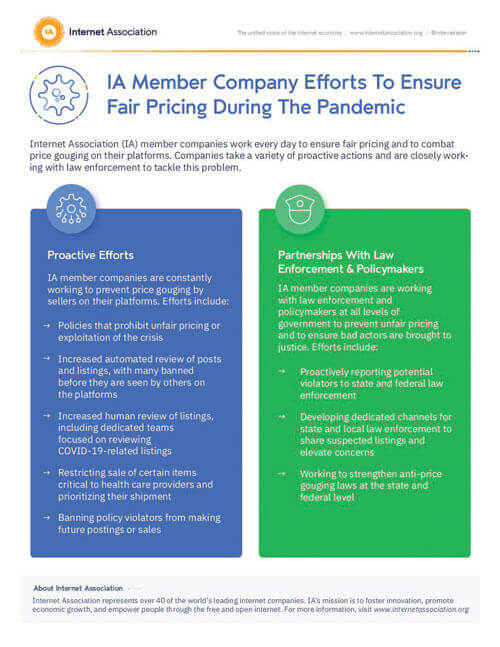 IA
Internet Association
The unified voice of the internet economy / www.internetassociation.org / @internetassn
IA Member Company Efforts To Ensure
Fair Pricing During The Pandemic
Internet Association (IA) member companies work every day to ensure fair pricing and to combat
price gouging on their platforms. Companies take a variety of proactive actions and are closely work-
ing with law enforcement to tackle this problem.
Proactive Efforts
IA member companies are constantly
working to prevent price gouging by
sellers on their platforms. Efforts include:
→ Policies that prohibit unfair pricing or
exploitation of the crisis
→ Increased automated review of posts
and listings, with many banned
before they are seen by others on
the platforms
→ Increased human review of listings,
including dedicated teams
focused on reviewing
COVID-19-related listings
→ Restricting sale of certain items
critical to health care providers and
prioritizing their shipment
→ Banning policy violators from making
future postings or sales
Partnerships With Law
Enforcement & Policymakers
IA member companies are working
with law enforcement and
policymakers at all levels of
government to prevent unfair pricing
and to ensure bad actors are brought to
justice. Efforts include:
→ Proactively reporting potential
violators to state and federal law
enforcement
→ Developing dedicated channels for
state and local law enforcement to
share suspected listings and
elevate concerns
→ Working to strengthen anti-price
gouging laws at the state and
federal level
About Internet Association
Internet Association represents over 40 of the world's leading internet companies. IA's mission is to foster innovation, promote
economic growth, and empower people through the free and open internet. For more information, visit www.internetassociation.org